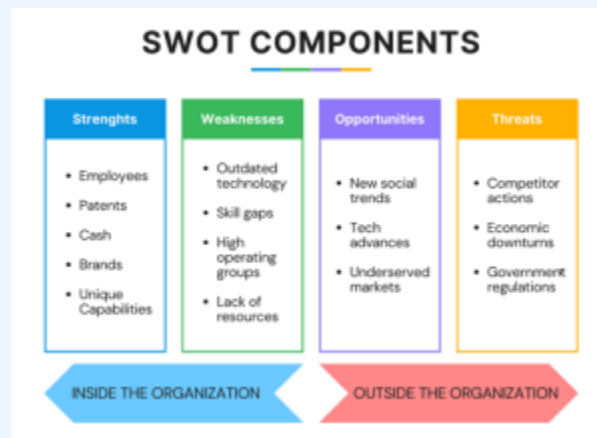 SWOT COMPONENTS
Strenghts
• Employees
• Patents
• Cash
• Brands
• Unique
Capabilities
Weaknesses
• Outdated
technology
• Skill gaps
• High
operating
groups
• Lack of
resources
Opportunities
• New social
trends
• Tech
advances
• Underserved
markets
Threats
• Competitor
actions
• Economic
downturns
• Government
regulations
INSIDE THE ORGANIZATION
OUTSIDE THE ORGANIZATION